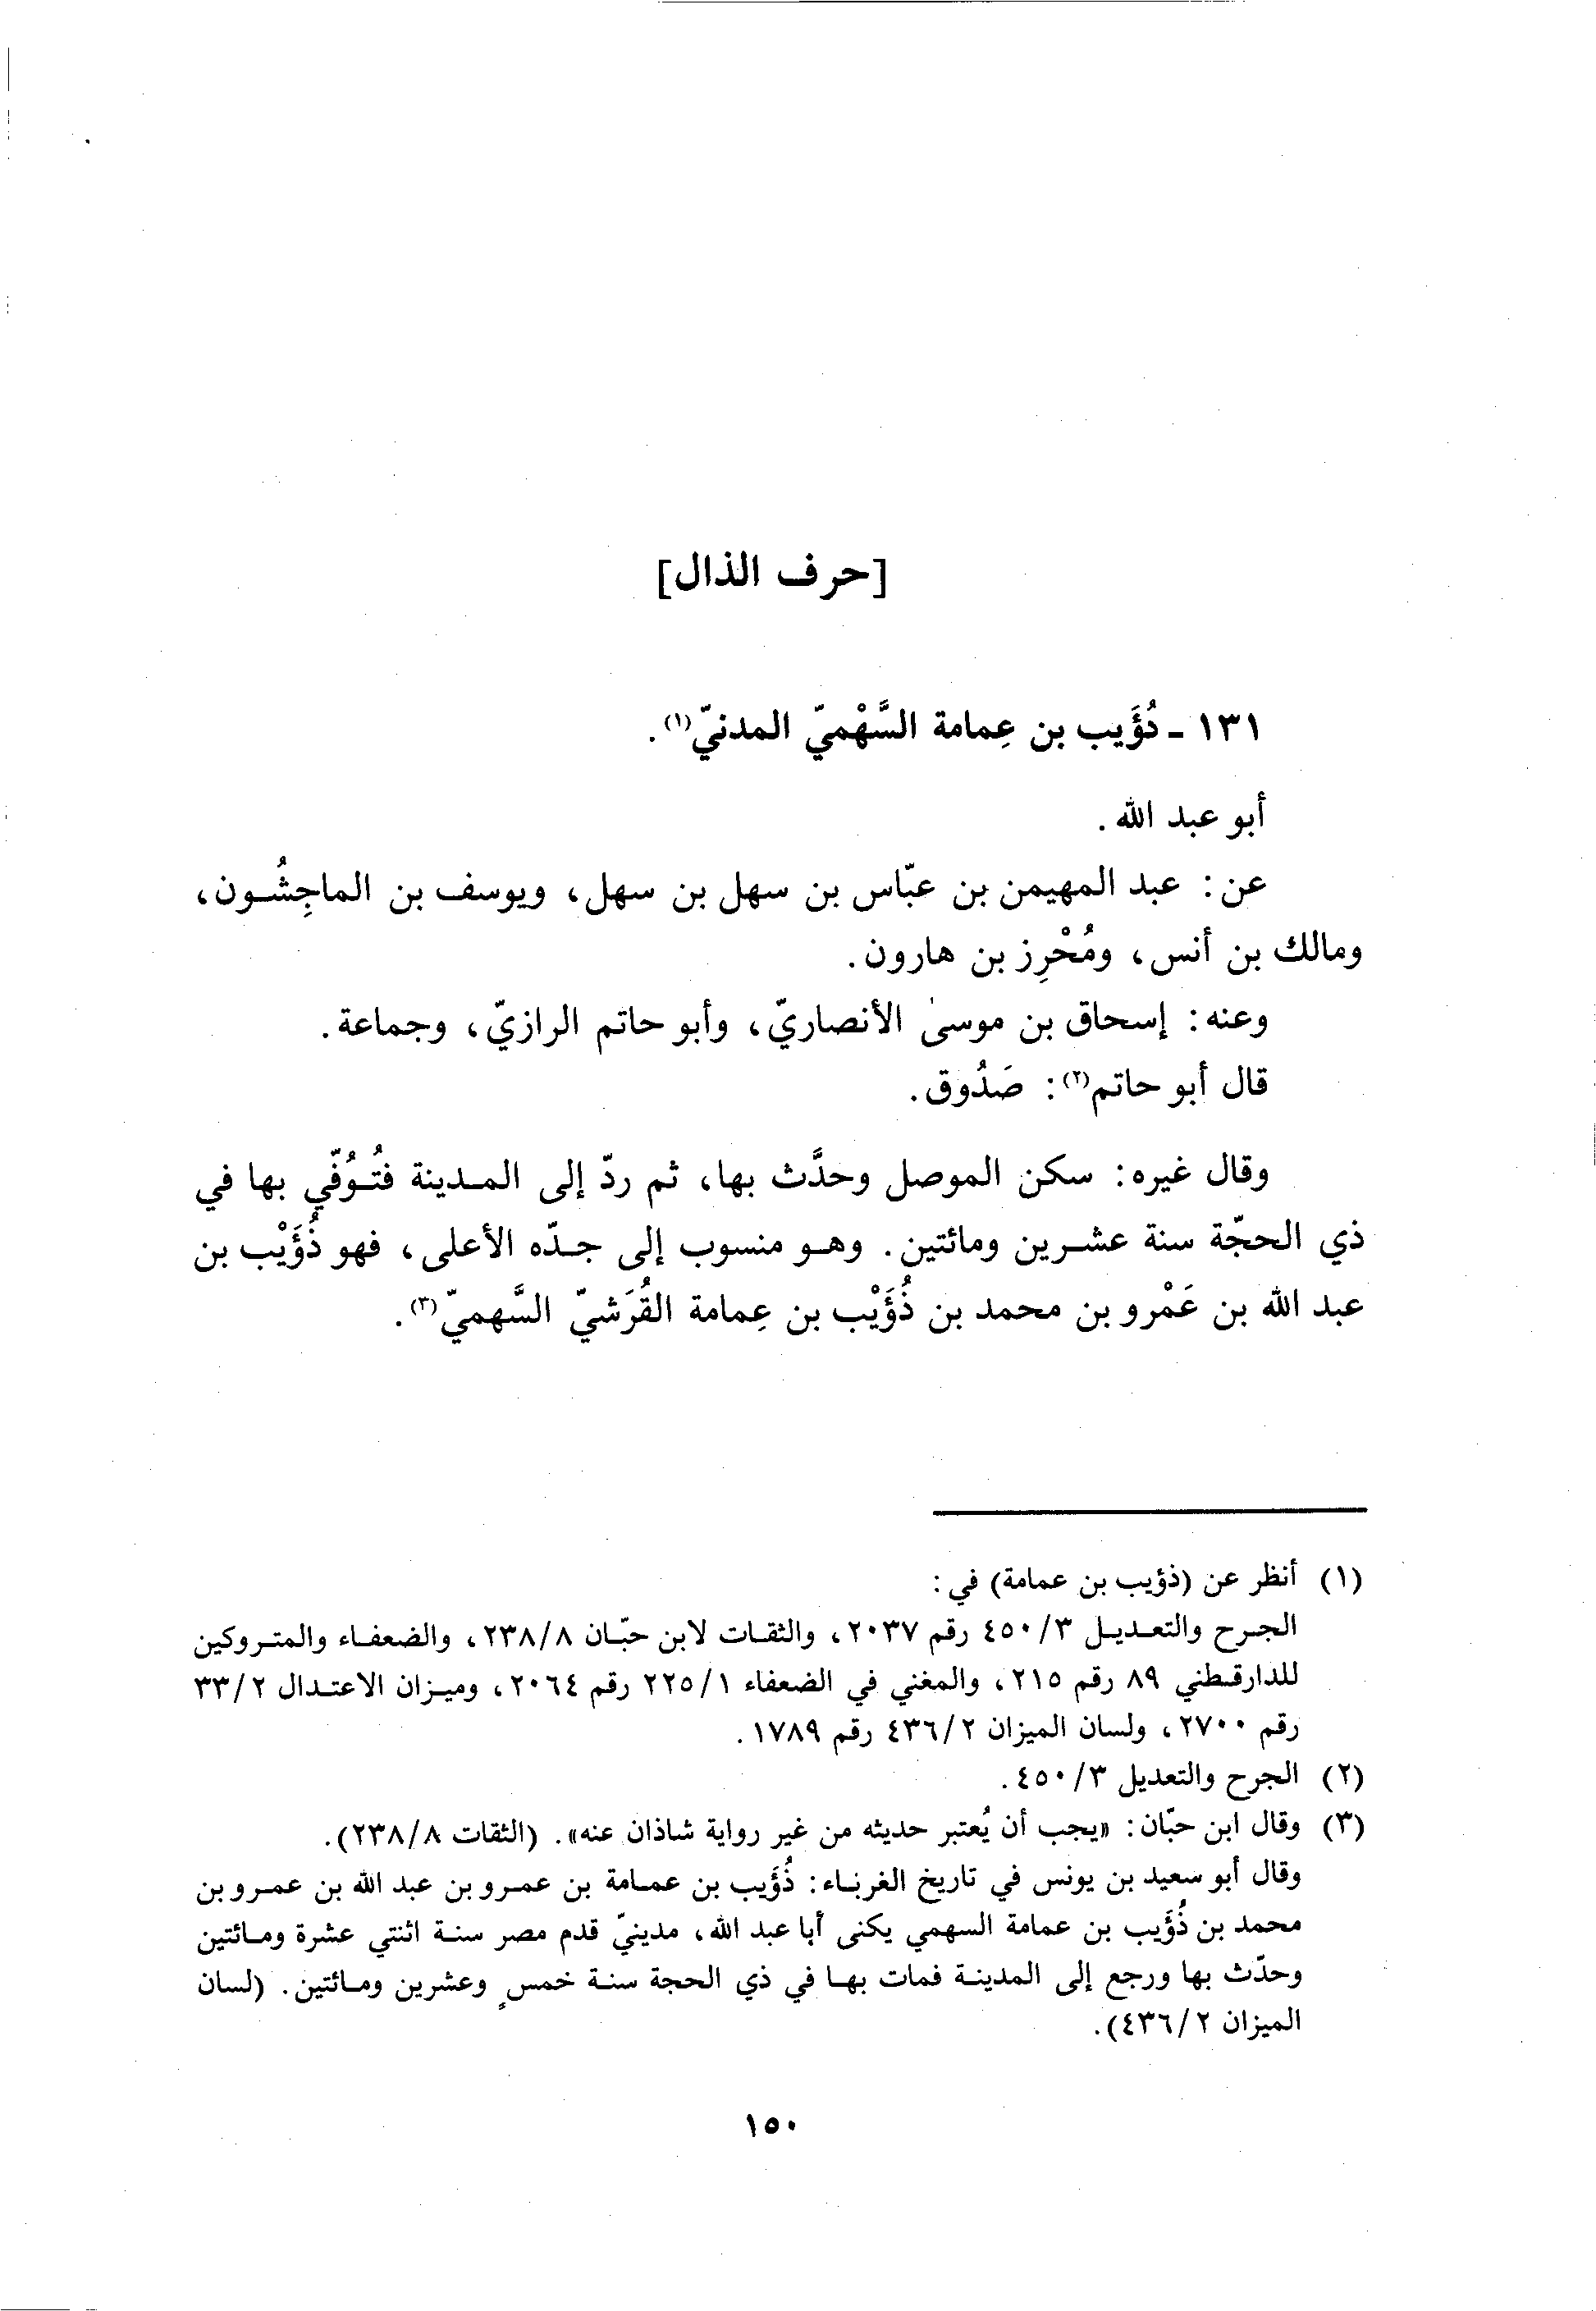 [حرف الذال]
١٣١ - ذُؤَيب بن عِمامة السَّهْميّ المدنيّ(١).
أبو عبد الله.
عن: عبد المهيمن بن عبّاس بن سهل بن سهل، ويوسف بن الماجِشُون،
ومالك بن أنس، ومُحْرِز بن هارون.
وعنه: إسحاق بن موسىٰ الأنصاريّ، وأبو حاتم الرازيّ، وجماعة.
قال أبو حاتم(٢): صَدُوق.
وقال غيره: سكن الموصل وحدَّث بها، ثم ردّ إلى المدينة فتُوُفّي بها في
ذي الحجّة سنة عشرين ومائتين. وهو منسوب إلى جدّه الأعلى، فهو ذُؤَيْب بن
عبد الله بن عَمْرو بن محمد بن ذُؤَيْب بن عِمامة القُرَشيّ السَّهميّ(٣).
(١) أنظر عن (ذؤيب بن عمامة) في:
الجرح والتعديل ٤٥٠/٣ رقم ٢٠٣٧، والثقات لابن حبّان ٢٣٨/٨، والضعفاء والمتروكين
للدارقطني ٨٩ رقم ٢١٥، والمغني في الضعفاء ٢٢٥/١ رقم ٢٠٦٤، وميزان الاعتدال ٣٣/٢
رقم ٢٧٠٠، ولسان الميزان ٤٣٦/٢ رقم ١٧٨٩.
(٢) الجرح والتعديل ٤٥٠/٣.
(٣) وقال ابن حبّان: «يجب أن يُعتبر حديثه من غير رواية شاذان عنه». (الثقات ٢٣٨/٨).
وقال أبو سعيد بن يونس في تاريخ الغرباء: ذُؤَيب بن عمامة بن عمرو بن عبد الله بن عمرو بن
محمد بن ذُؤَيب بن عمامة السهمي يكنى أبا عبد الله، مدينيّ قدم مصر سنة اثنتي عشرة ومائتين
وحدّث بها ورجع إلى المدينة فمات بها في ذي الحجة سنة خمسٍ وعشرين ومائتين. (لسان
الميزان ٤٣٦/٢).
١٥٠